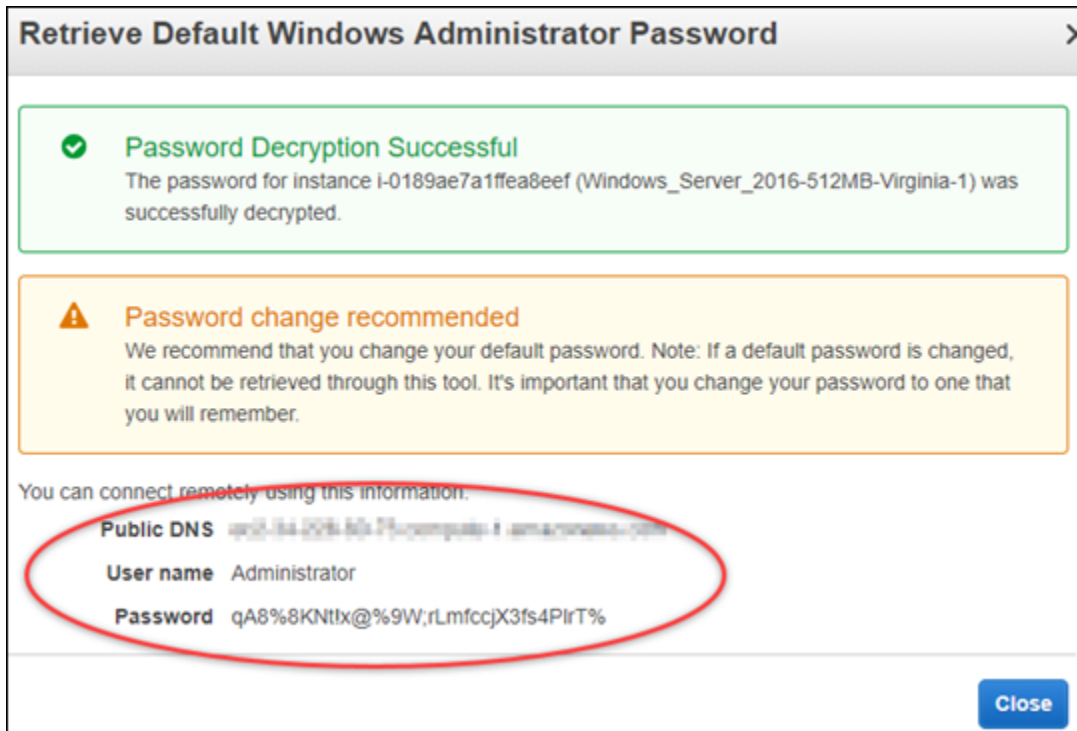 Retrieve Default Windows Administrator Password
Password Decryption Successful
The password for instance i-0189ae7a1ffea8eef (Windows_Server_2016-512MB-Virginia-1) was
successfully decrypted.
Password change recommended
We recommend that you change your default password. Note: If a default password is changed,
it cannot be retrieved through this tool. It's important that you change your password to one that
you will remember.
You can connect remotely using this information.
Public DNS
User name Administrator
Password qA8%8KNtIx@%9W;rLmfccjX3fs4PIrT%
Close